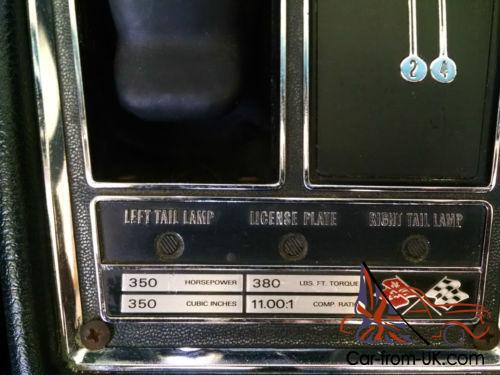 2 4
LEFT TAIL LAMP LICENSE PLATE RIGHT TAIL LAMP
350 HORSEPOWER 380 LBS. FT. TORQUE
350 CUBIC INCHES 11.00:1 COMP. RATIO
Car-from-UK.com